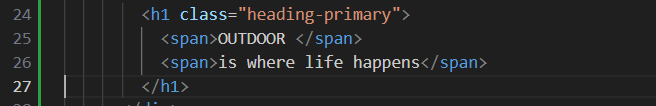 24 <h1 class="heading-primary">
25 <span>OUTDOOR </span>
26 <span>is where life happens</span>
27 </h1>